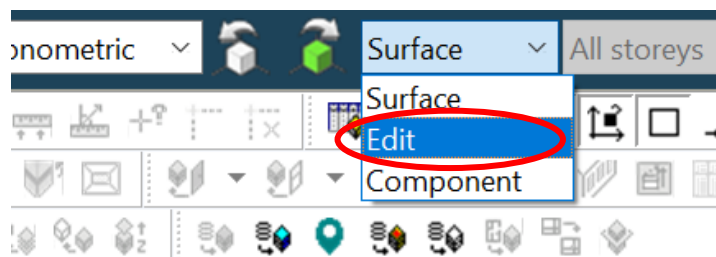 onometric Surface All storeys
Surface
Edit
Component